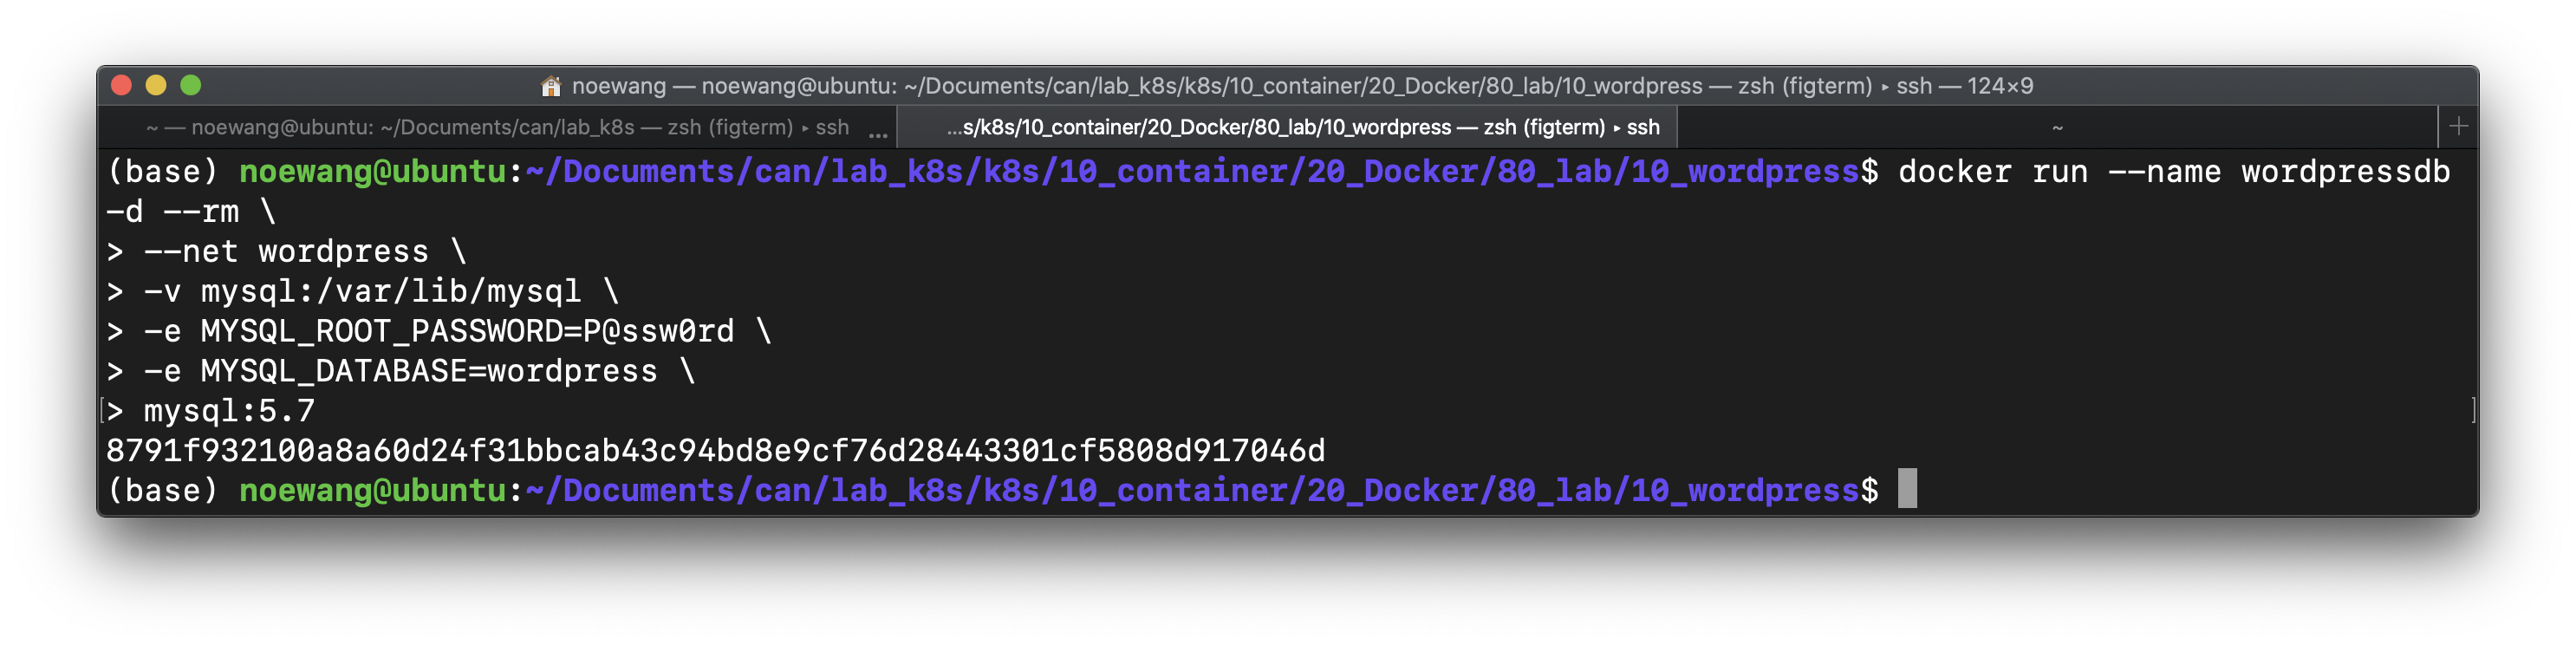 noewang — noewang@ubuntu: ~/Documents/can/lab_k8s/k8s/10_container/20_Docker/80_lab/10_wordpress — zsh (figterm) ▸ ssh — 124×9
~ — noewang@ubuntu: ~/Documents/can/lab_k8s — zsh (figterm) ▸ ssh ... ...s/k8s/10_container/20_Docker/80_lab/10_wordpress — zsh (figterm) ▸ ssh ~ +
(base) noewang@ubuntu:~/Documents/can/lab_k8s/k8s/10_container/20_Docker/80_lab/10_wordpress$ docker run --name wordpressdb
-d --rm \
> --net wordpress \
> -v mysql:/var/lib/mysql \
> -e MYSQL_ROOT_PASSWORD=P@ssw0rd \
> -e MYSQL_DATABASE=wordpress \
[> mysql:5.7 ]
8791f932100a8a60d24f31bbcab43c94bd8e9cf76d28443301cf5808d917046d
(base) noewang@ubuntu:~/Documents/can/lab_k8s/k8s/10_container/20_Docker/80_lab/10_wordpress$